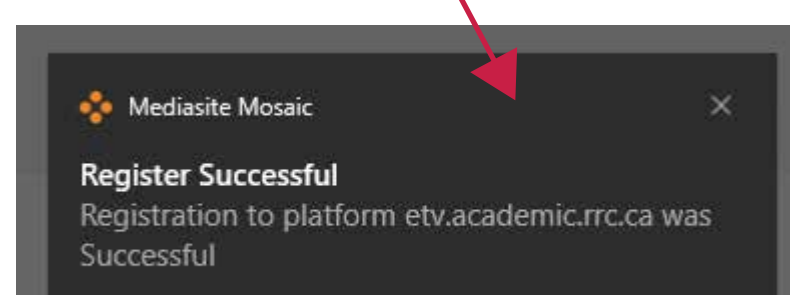 Mediasite Mosaic
Register Successful
Registration to platform etv.academic.rrc.ca was
Successful